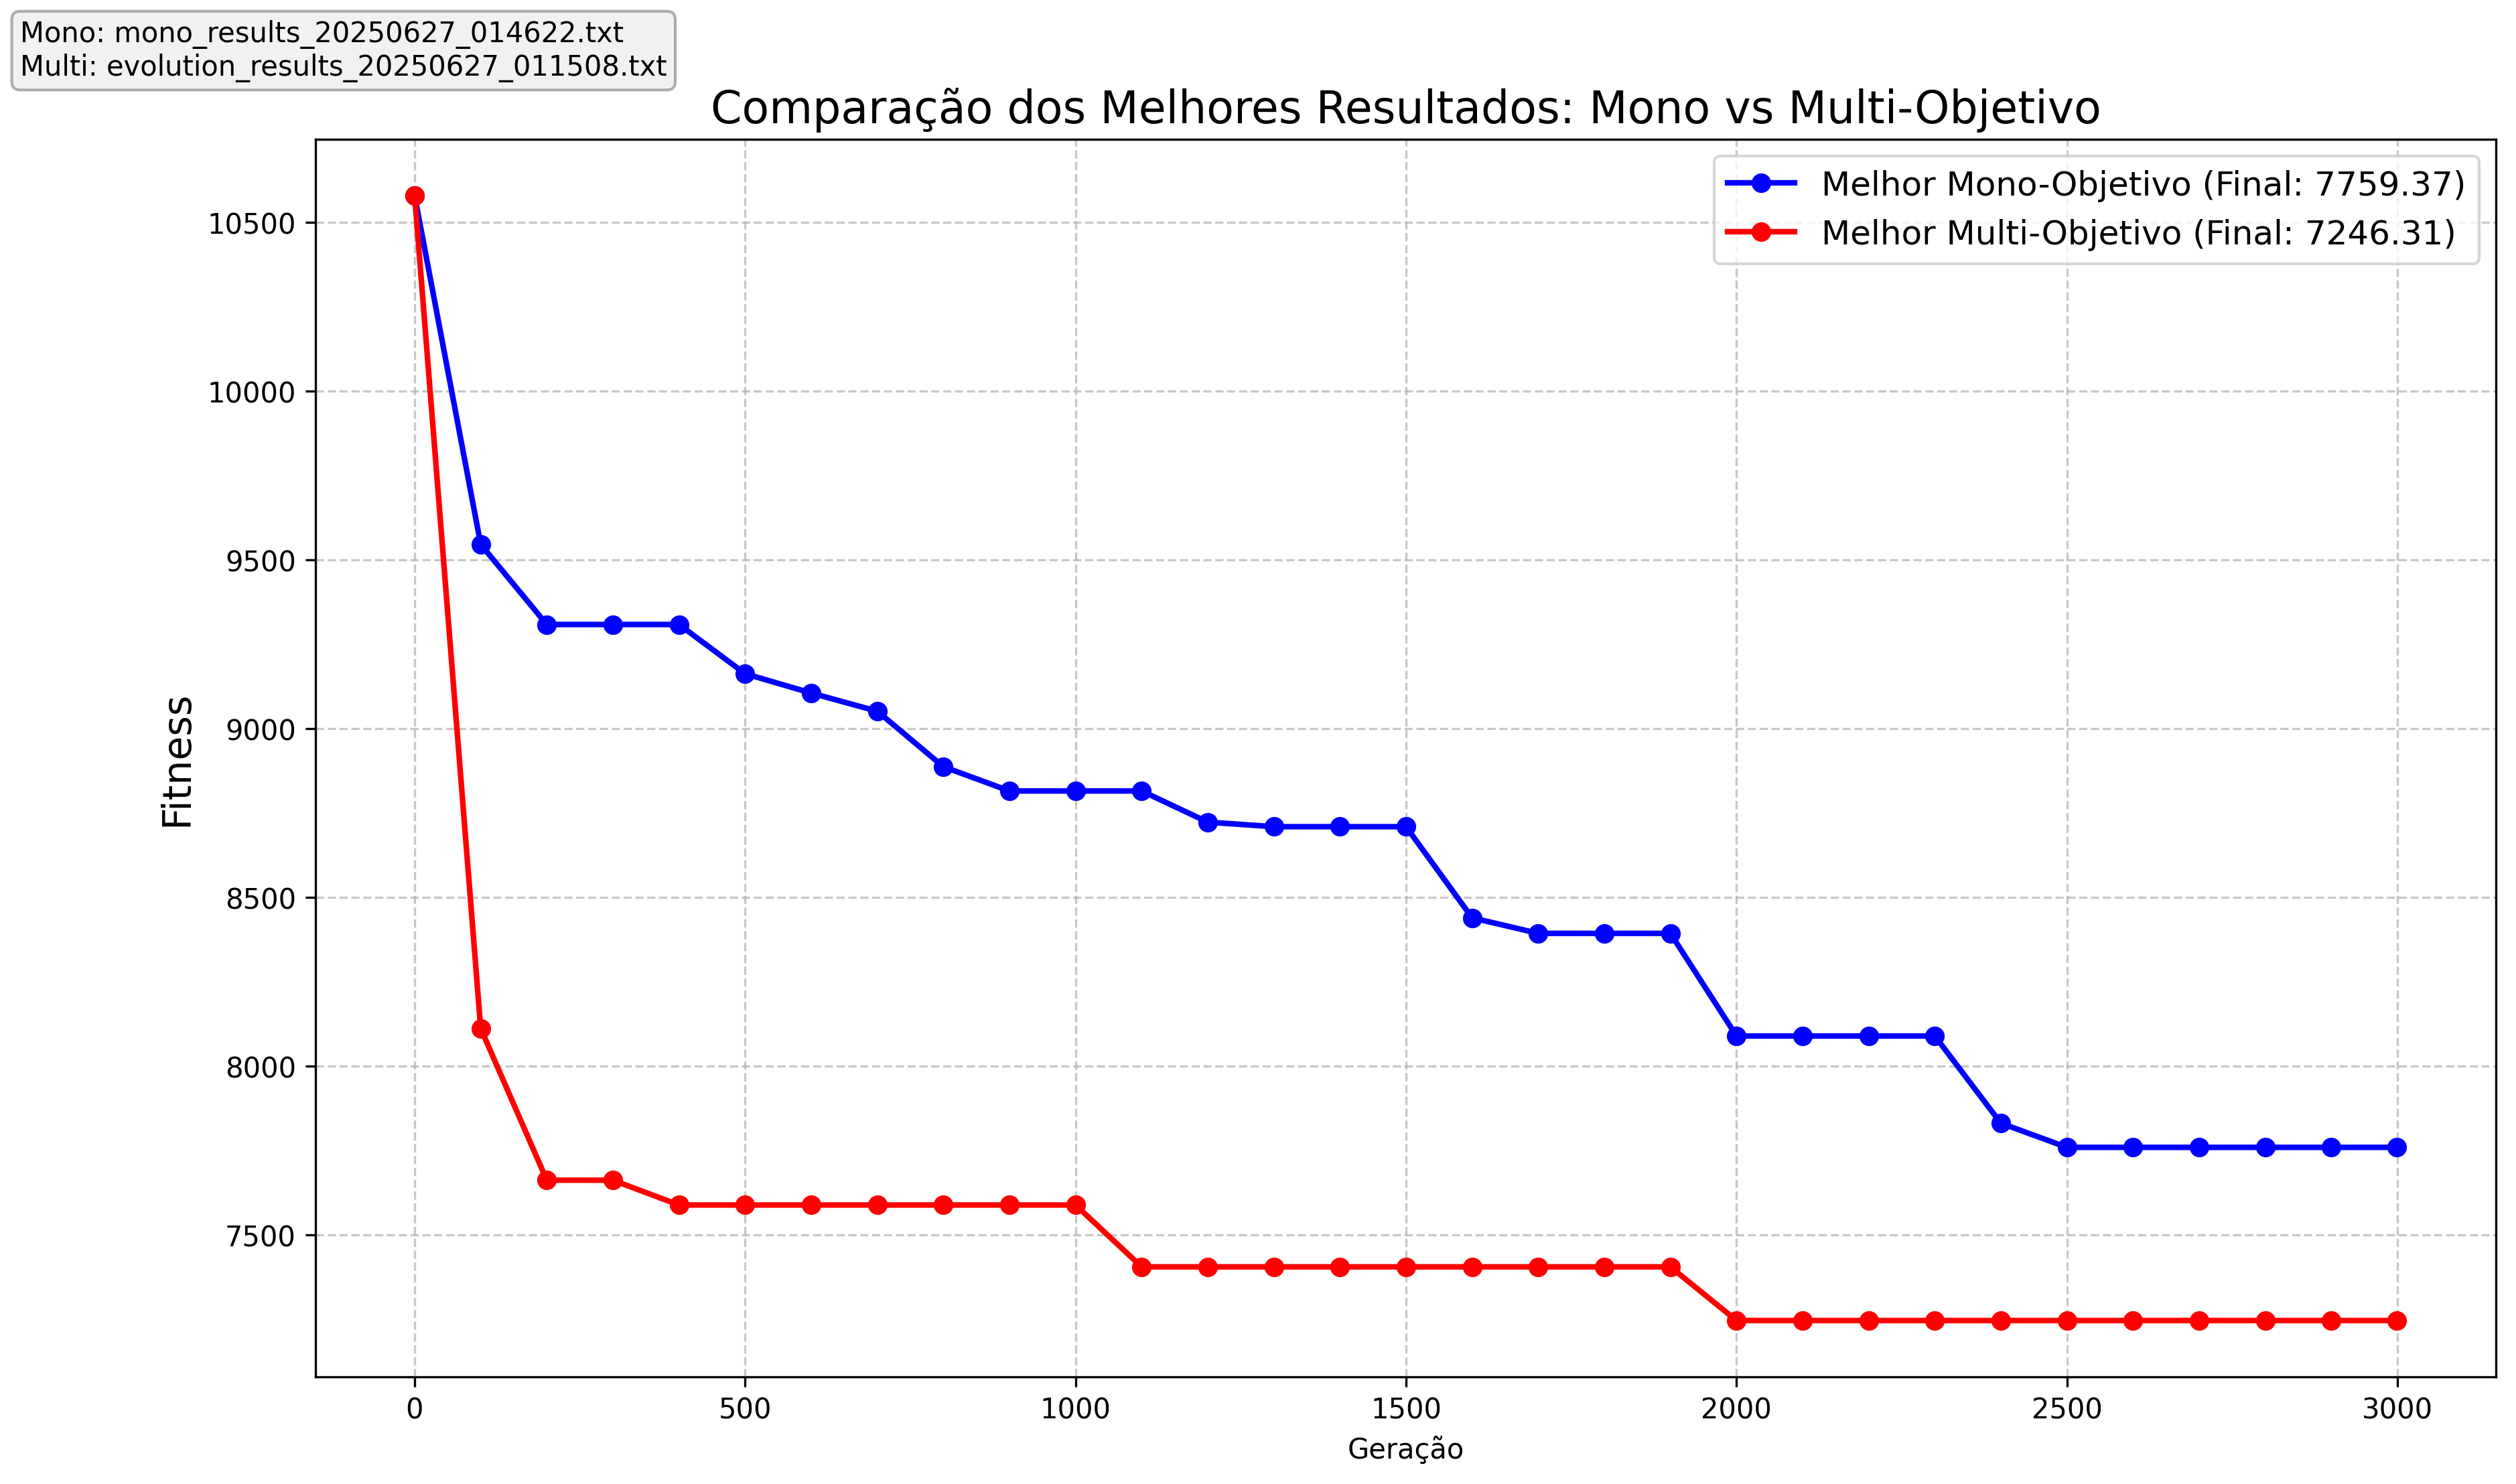 Mono: mono_results_20250627_014622.txt
Multi: evolution_results_20250627_011508.txt
Comparação dos Melhores Resultados: Mono vs Multi-Objetivo
Melhor Mono-Objetivo (Final: 7759.37)
Melhor Multi-Objetivo (Final: 7246.31)
Fitness
10500
10000
9500
9000
8500
8000
7500
0
500
1000
1500
2000
2500
3000
Geração